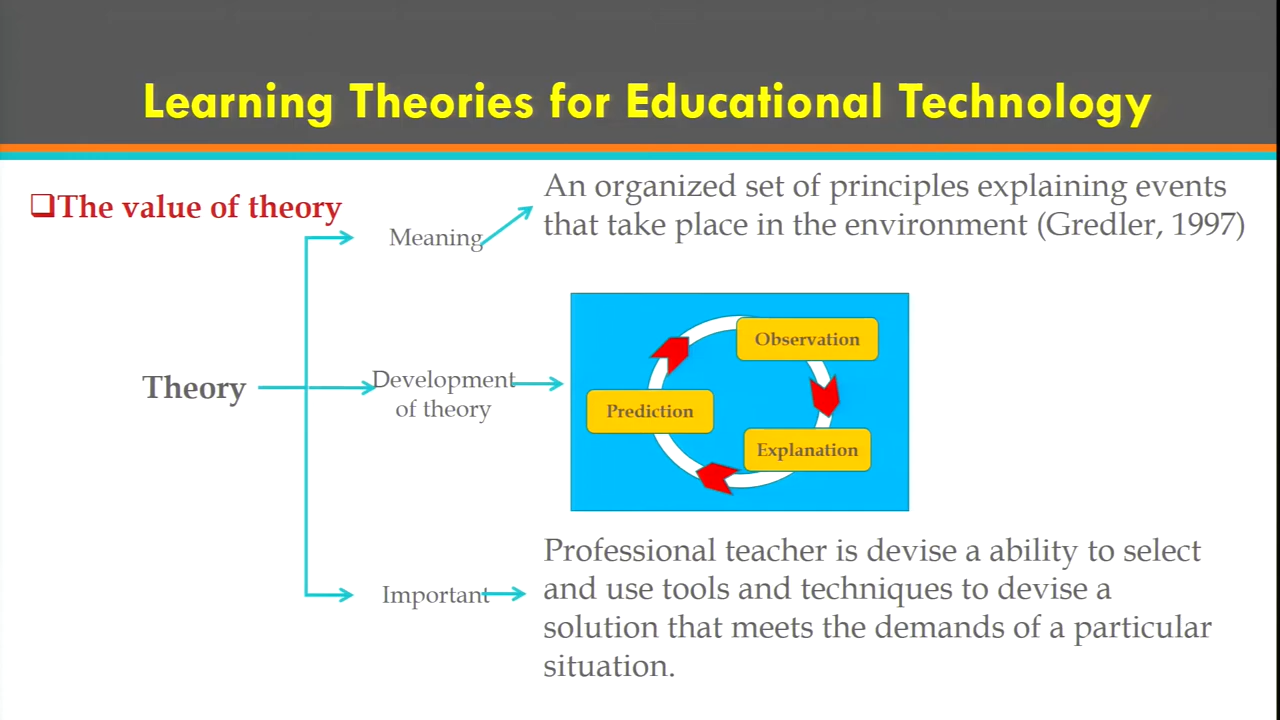 Learning Theories for Educational Technology
❑The value of theory
An organized set of principles explaining events
that take place in the environment (Gredler, 1997)
Meaning
Theory
Development
of theory
Observation
Prediction
Explanation
Important
Professional teacher is devise a ability to select
and use tools and techniques to devise a
solution that meets the demands of a particular
situation.